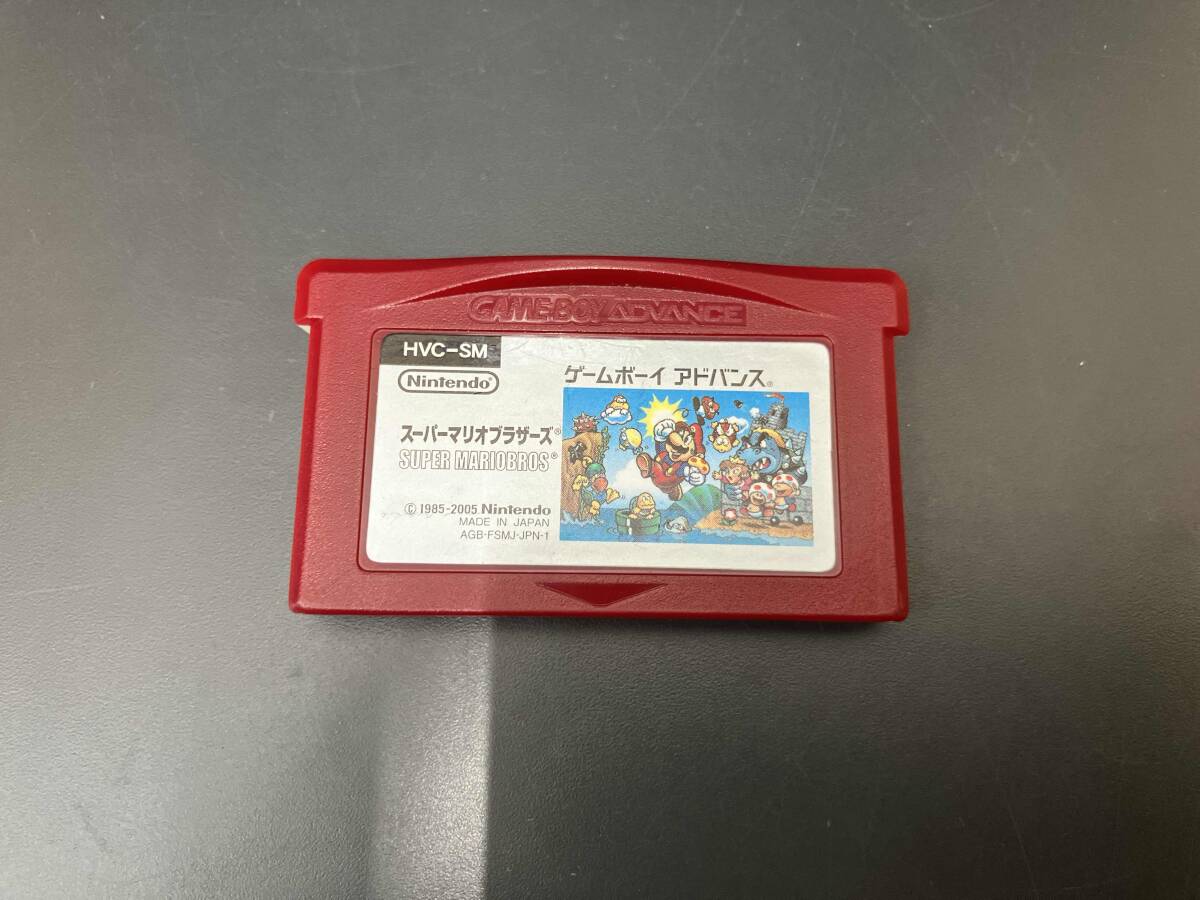 GAME BOY ADVANCE
HVC-SM
Nintendo®
ゲームボーイ アドバンス®
スーパーマリオブラザーズ®
SUPER MARIOBROS®
© 1985-2005 Nintendo
MADE IN JAPAN
AGB-FSMJ-JPN-1